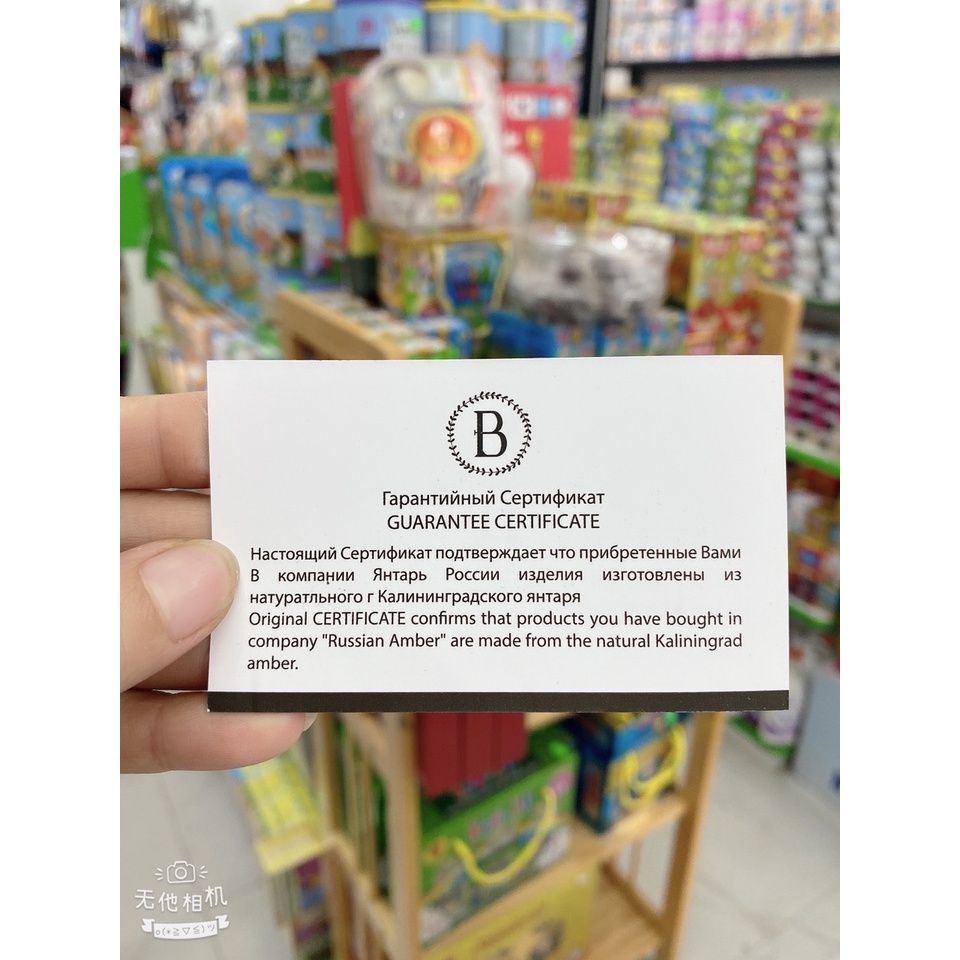 B
Гарантийный Сертификат
GUARANTEE CERTIFICATE
Настоящий Сертификат подтверждает что прибретенные Вами
В компании Янтарь России изделия изготовлены из
натуратльного г Калининградского янтаря
Original CERTIFICATE confirms that products you have bought in
company "Russian Amber" are made from the natural Kaliningrad
amber.
无他相机
o(*≧▽≦)ツ